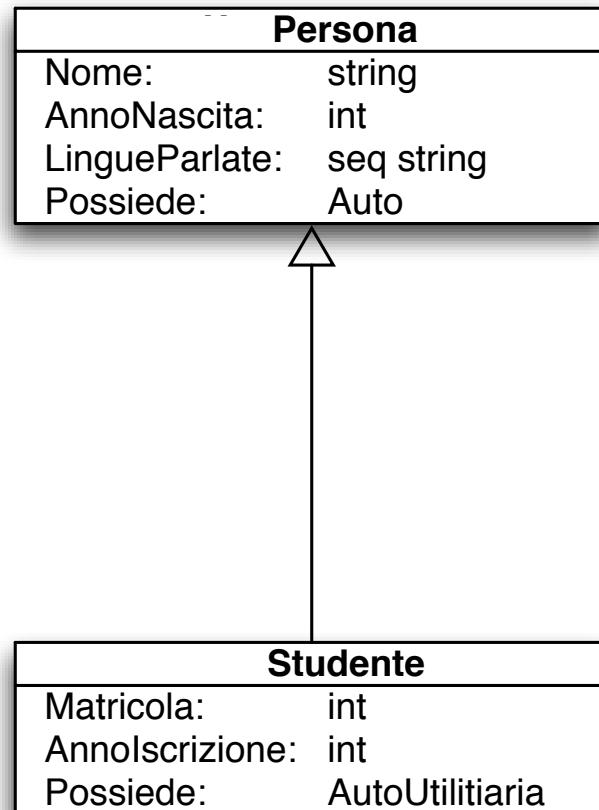 Persona
Nome: string
AnnoNascita: int
LingueParlate: seq string
Possiede: Auto
Studente
Matricola: int
AnnoIscrizione: int
Possiede: AutoUtilitiaria